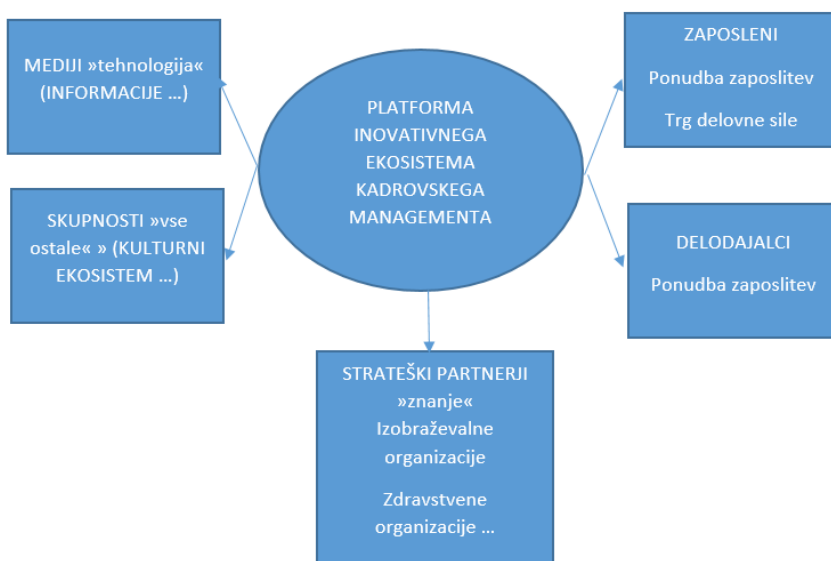 MEDIJI »tehnologija«
(INFORMACIJE …)
SKUPNOSTI »vse
ostale« » (KULTURNI
EKOSISTEM …)
PLATFORMA
INOVATIVNEGA
EKOSISTEMA
KADROVSKEGA
MANAGEMENTA
ZAPOSLENI
Ponudba zaposlitev
Trg delovne sile
DELODAJALCI
Ponudba zaposlitev
STRATEŠKI PARTNERJI
»znanje«
Izobraževalne
organizacije
Zdravstvene
organizacije …